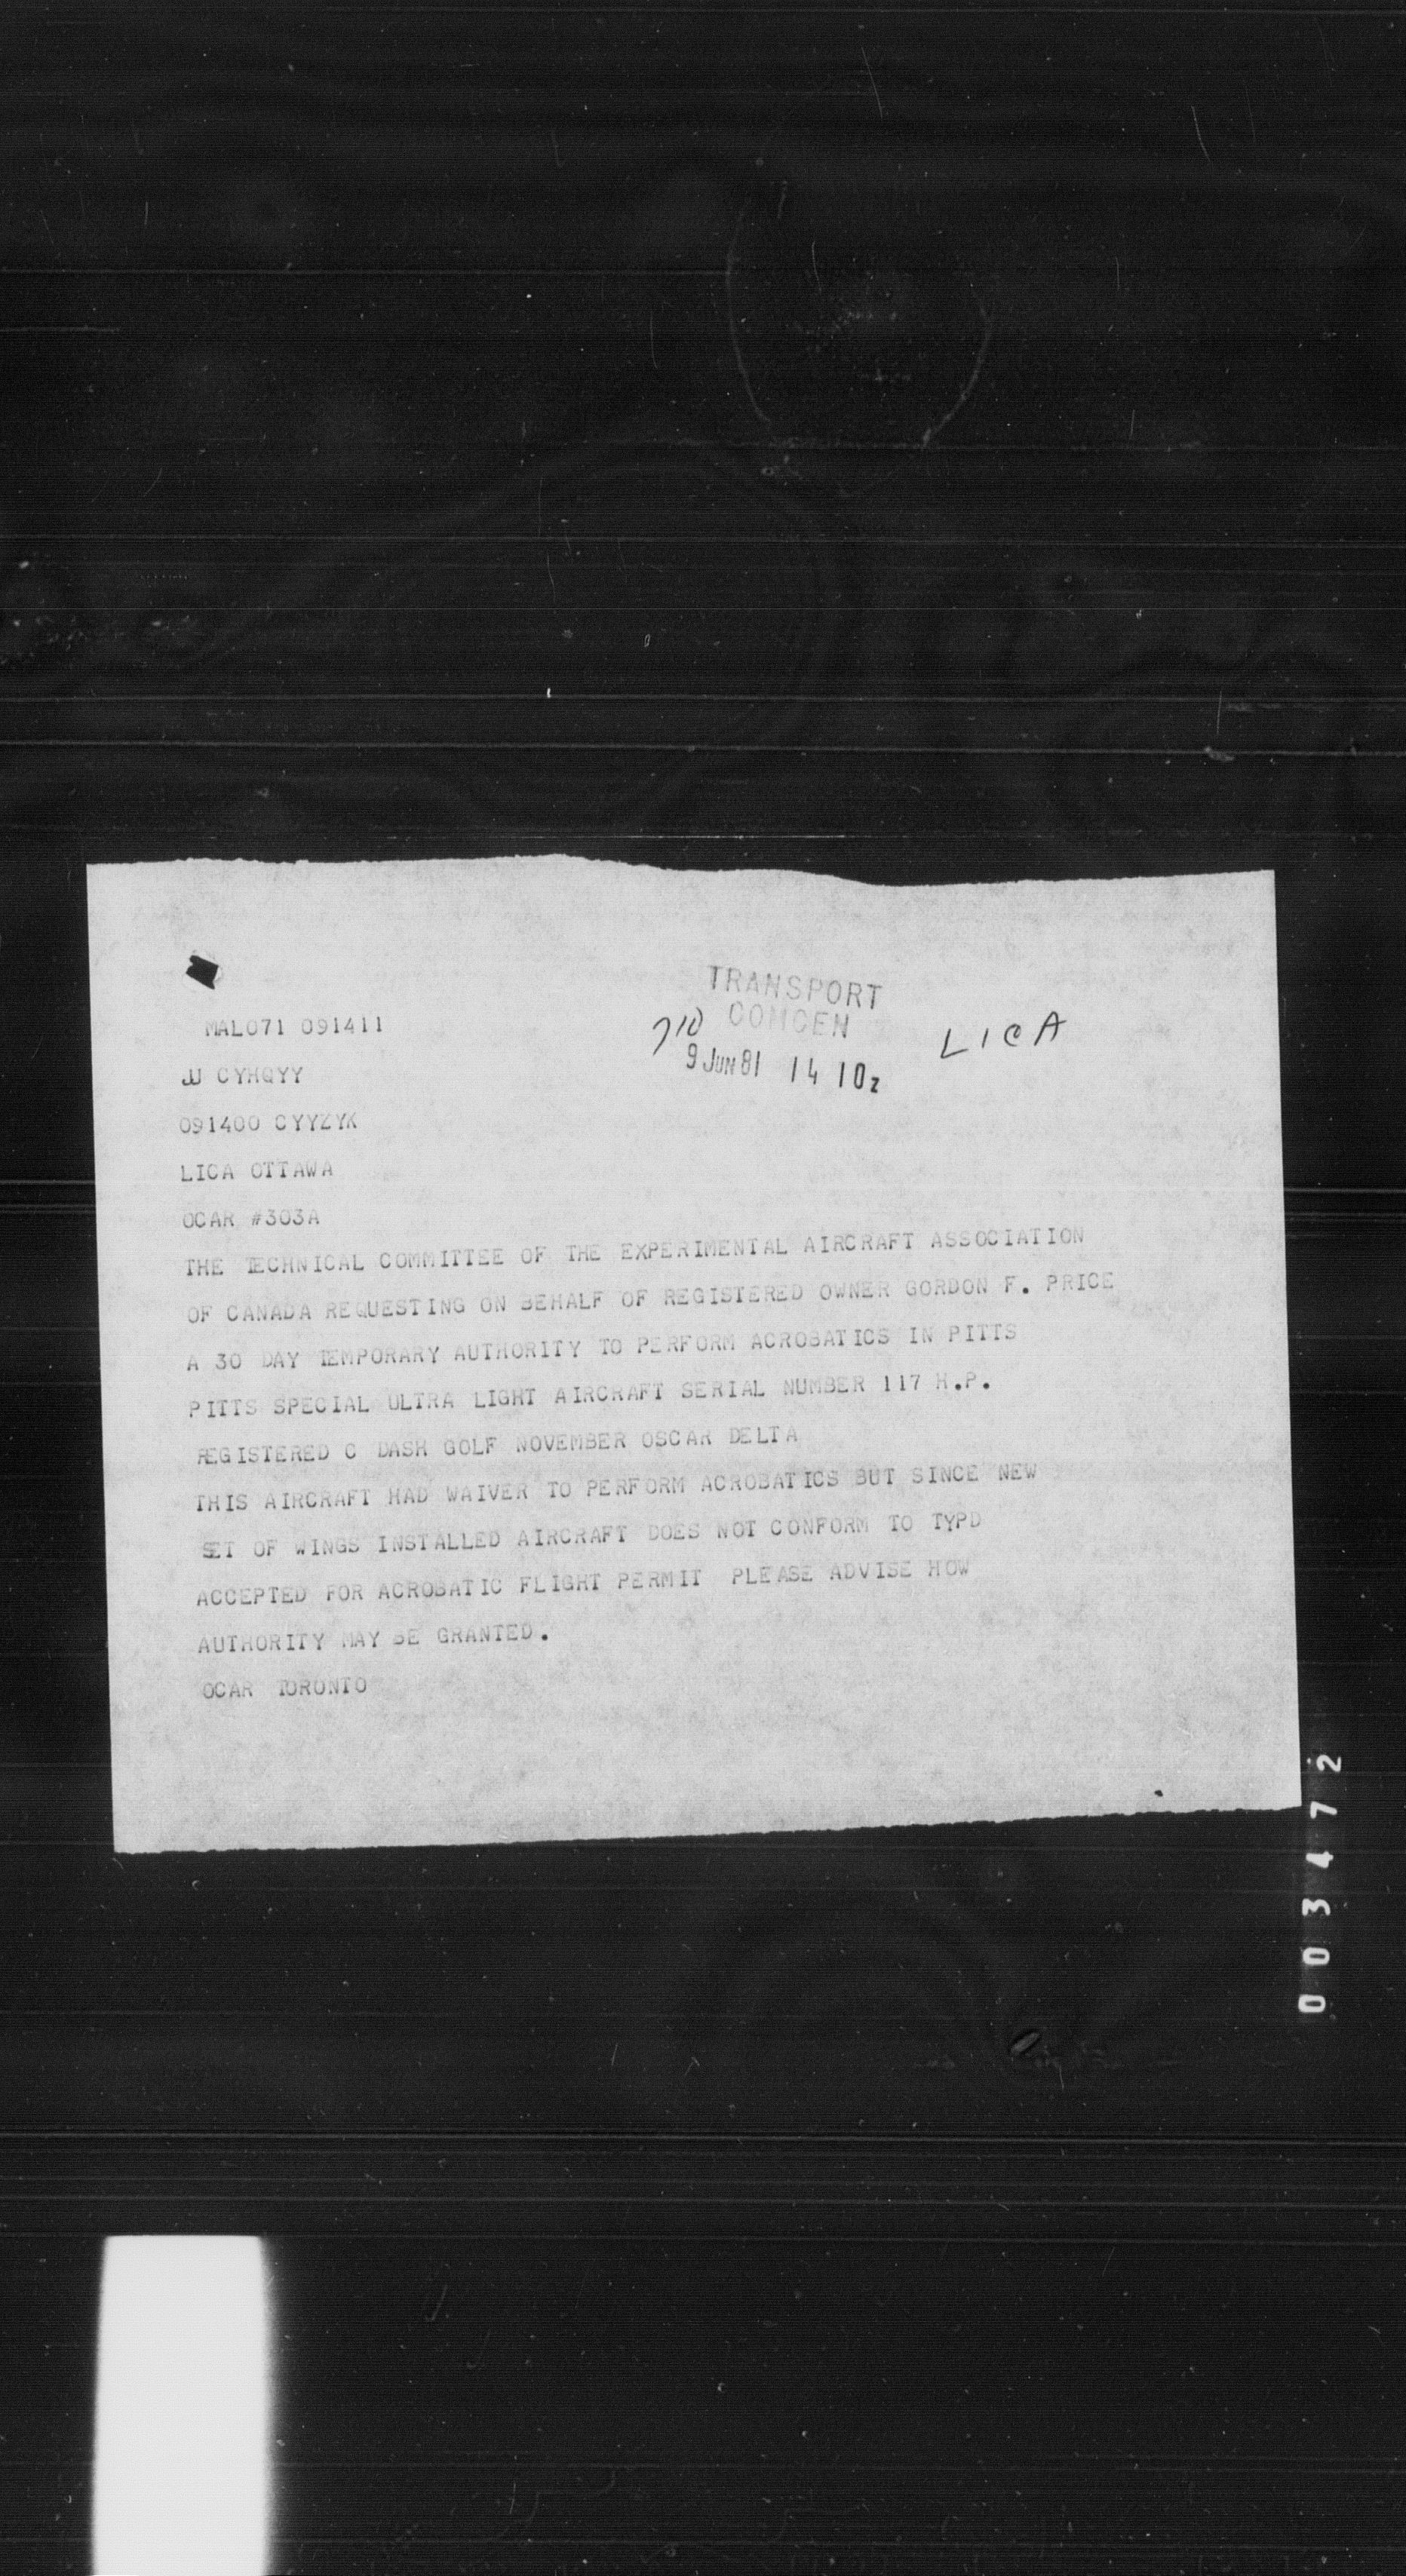 TRANSPORT
COMCEN
710
9 JUN 81 14 10Z
LICA
MAL071 091411
JJ CYHQYY
091400 CYYZYK
LICA OTTAWA
OCAR #303A
THE TECHNICAL COMMITTEE OF THE EXPERIMENTAL AIRCRAFT ASSOCIATION
OF CANADA REQUESTING ON BEHALF OF REGISTERED OWNER GORDON F. PRICE
A 30 DAY TEMPORARY AUTHORITY TO PERFORM ACROBATICS IN PITTS
PITTS SPECIAL ULTRA LIGHT AIRCRAFT SERIAL NUMBER 117 H.P.
REGISTERED C DASH GOLF NOVEMBER OSCAR DELTA
THIS AIRCRAFT HAD WAIVER TO PERFORM ACROBATICS BUT SINCE NEW
SET OF WINGS INSTALLED AIRCRAFT DOES NOT CONFORM TO TYPD
ACCEPTED FOR ACROBATIC FLIGHT PERMIT PLEASE ADVISE HOW
AUTHORITY MAY BE GRANTED.
OCAR TORONTO
003472